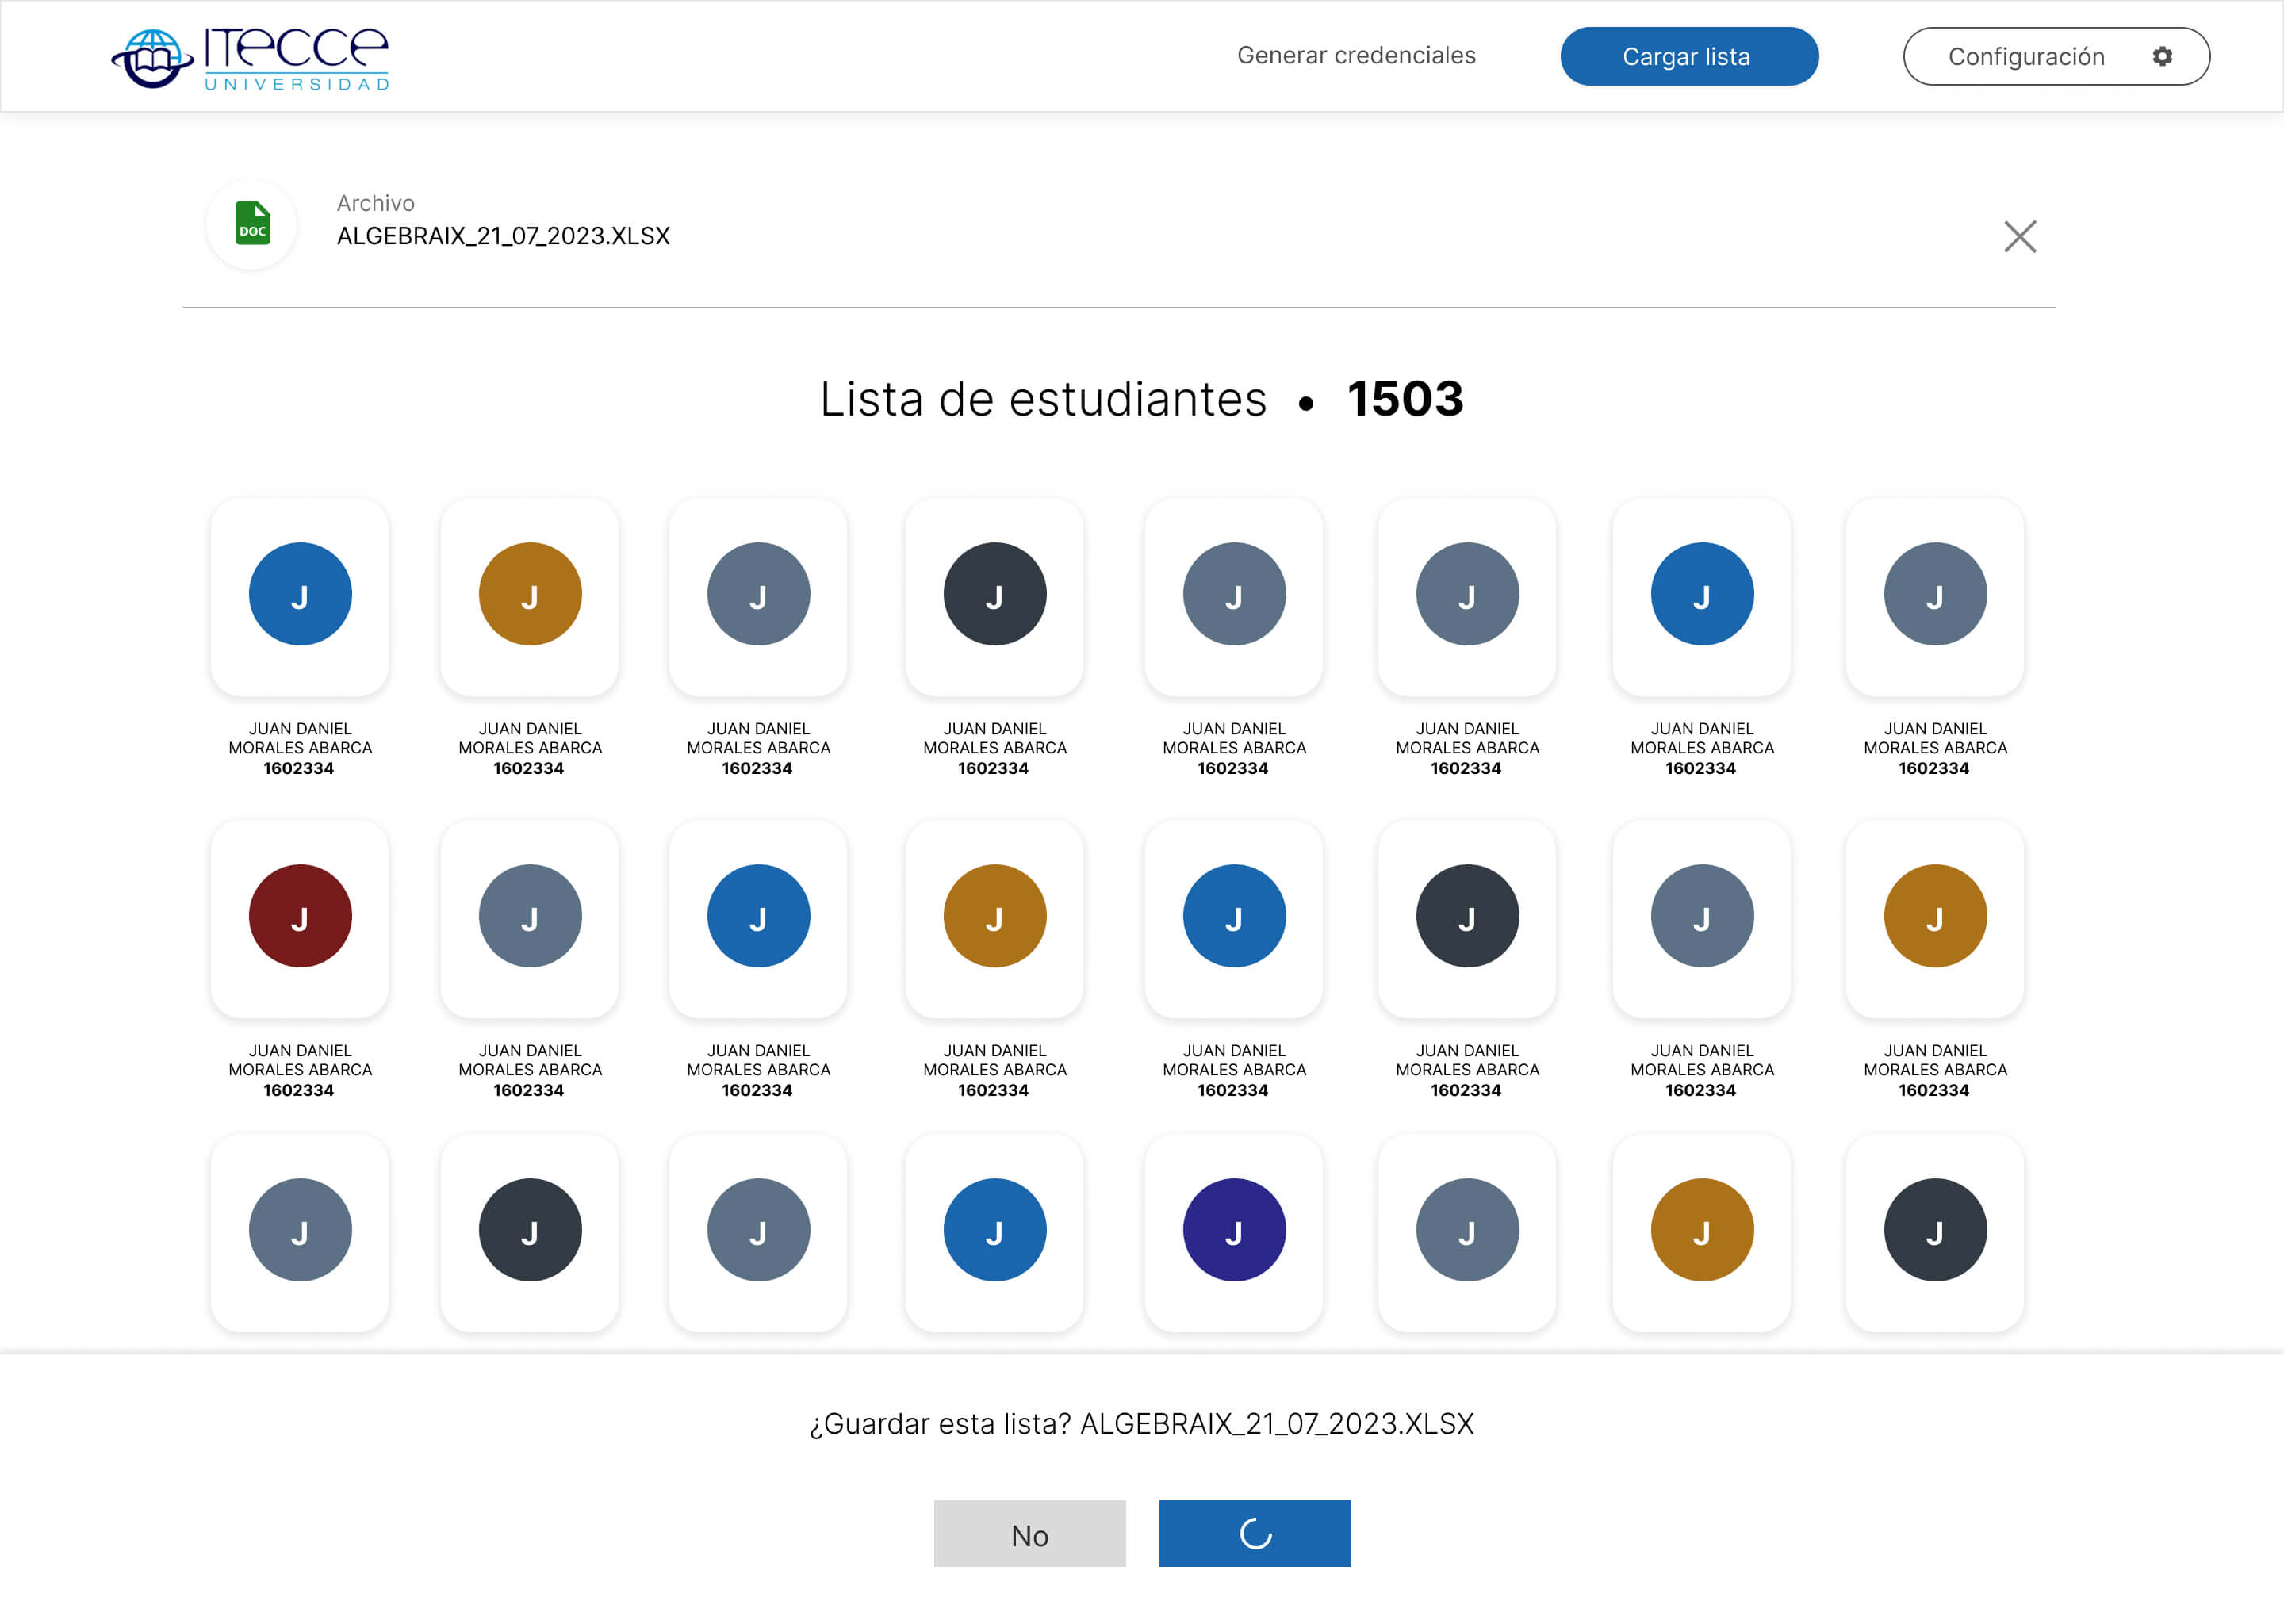 ITECCE
UNIVERSIDAD
Generar credenciales
Cargar lista
Configuración
DOC
Archivo
ALGEBRAIX_21_07_2023.XLSX
Lista de estudiantes • 1503
J J J J J J J J
JUAN DANIEL JUAN DANIEL JUAN DANIEL JUAN DANIEL JUAN DANIEL JUAN DANIEL JUAN DANIEL JUAN DANIEL
MORALES ABARCA MORALES ABARCA MORALES ABARCA MORALES ABARCA MORALES ABARCA MORALES ABARCA MORALES ABARCA MORALES ABARCA
1602334 1602334 1602334 1602334 1602334 1602334 1602334 1602334
J J J J J J J J
JUAN DANIEL JUAN DANIEL JUAN DANIEL JUAN DANIEL JUAN DANIEL JUAN DANIEL JUAN DANIEL JUAN DANIEL
MORALES ABARCA MORALES ABARCA MORALES ABARCA MORALES ABARCA MORALES ABARCA MORALES ABARCA MORALES ABARCA MORALES ABARCA
1602334 1602334 1602334 1602334 1602334 1602334 1602334 1602334
J J J J J J J J
¿Guardar esta lista? ALGEBRAIX_21_07_2023.XLSX
No